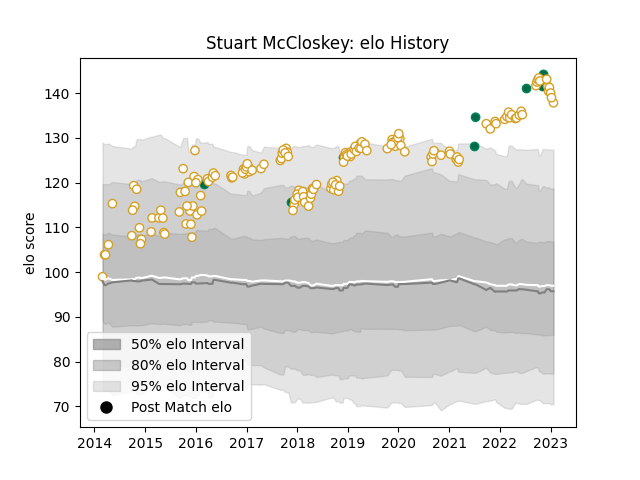 Stuart McCloskey: elo History
elo score
140
130
120
110
100
90
80
70
50% elo Interval
80% elo Interval
95% elo Interval
Post Match elo
2014 2015 2016 2017 2018 2019 2020 2021 2022 2023